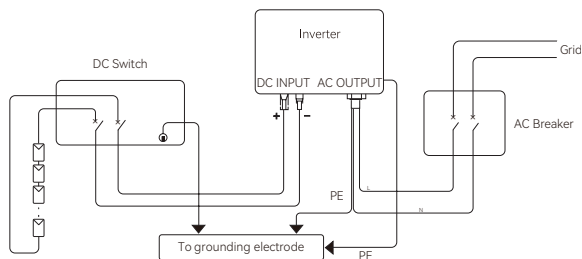 Inverter
Grid
DC Switch
DC INPUT AC OUTPUT
+ −
AC Breaker
PE
L
N
To grounding electrode
PE